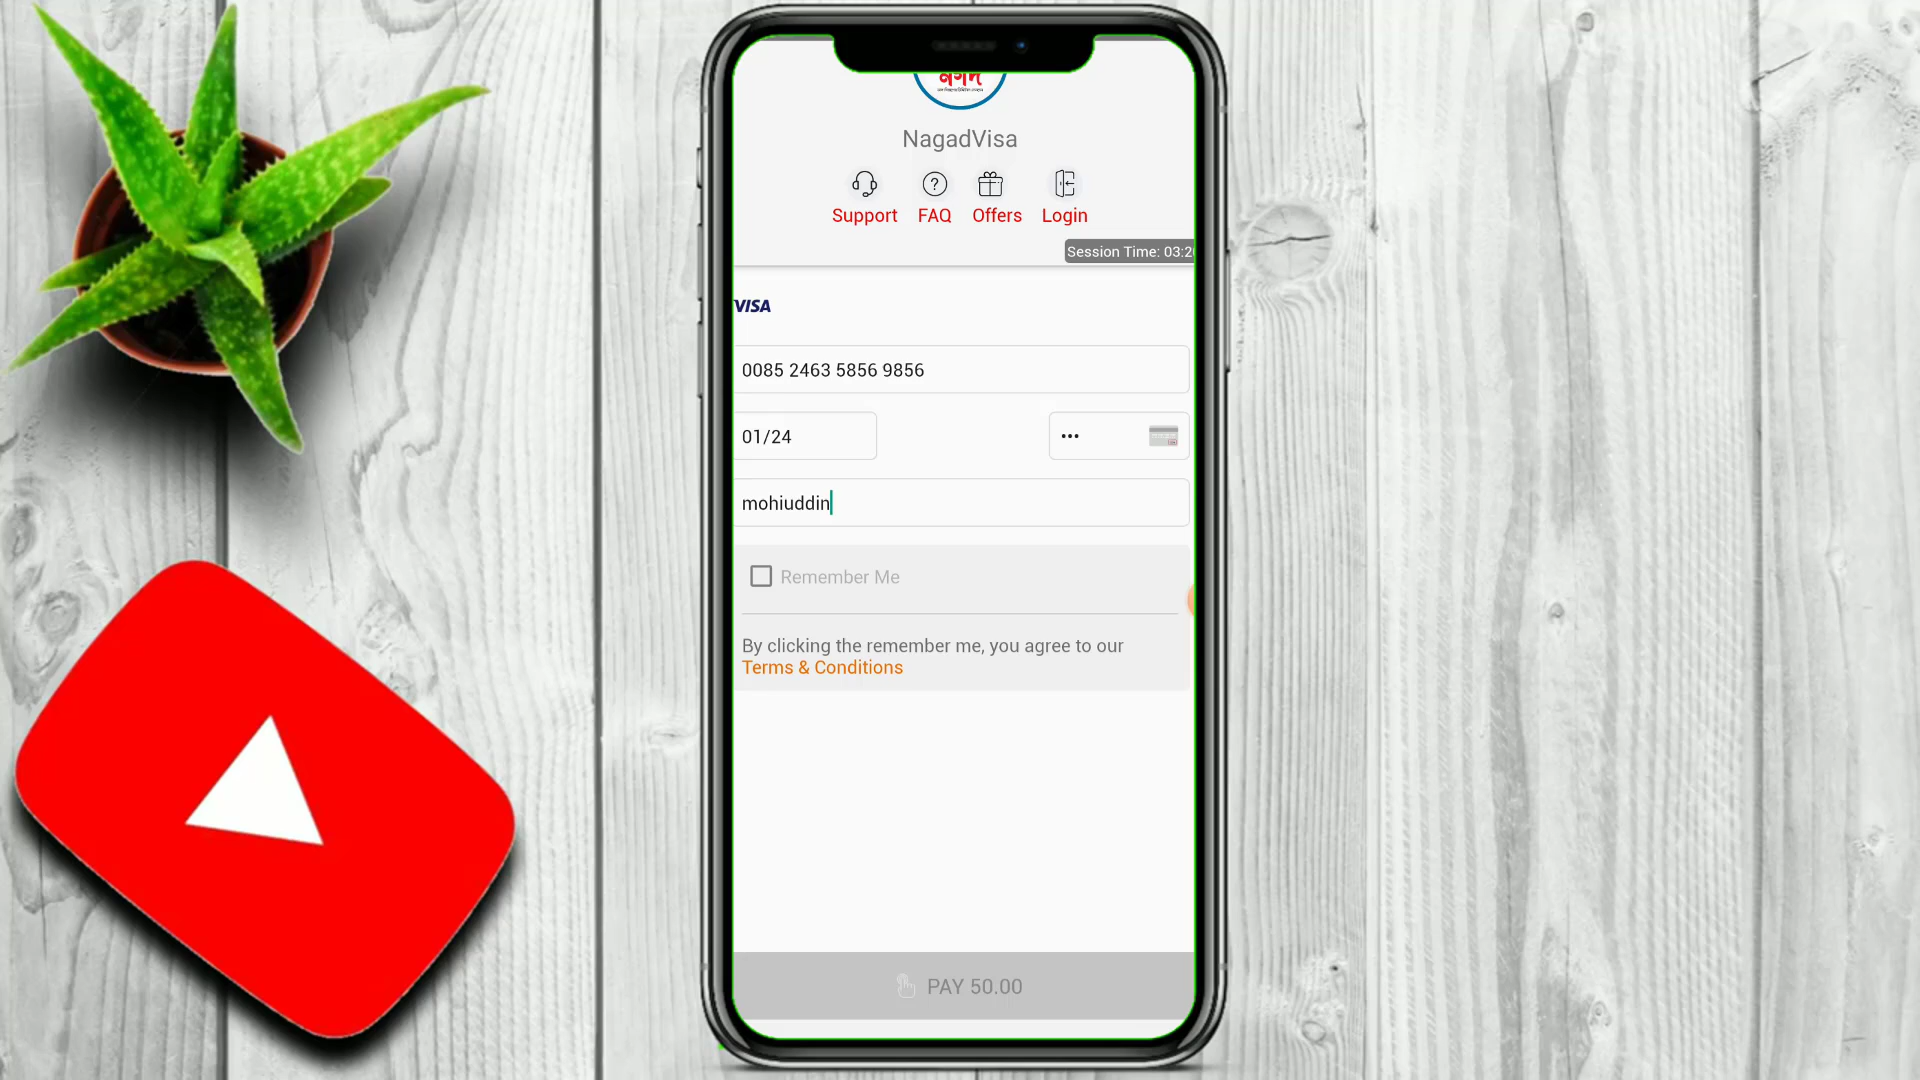 নগদ
NagadVisa
Support FAQ Offers Login
Session Time: 03:2
VISA
0085 2463 5856 9856
01/24 •••
mohiuddin
Remember Me
By clicking the remember me, you agree to our
Terms & Conditions
PAY 50.00